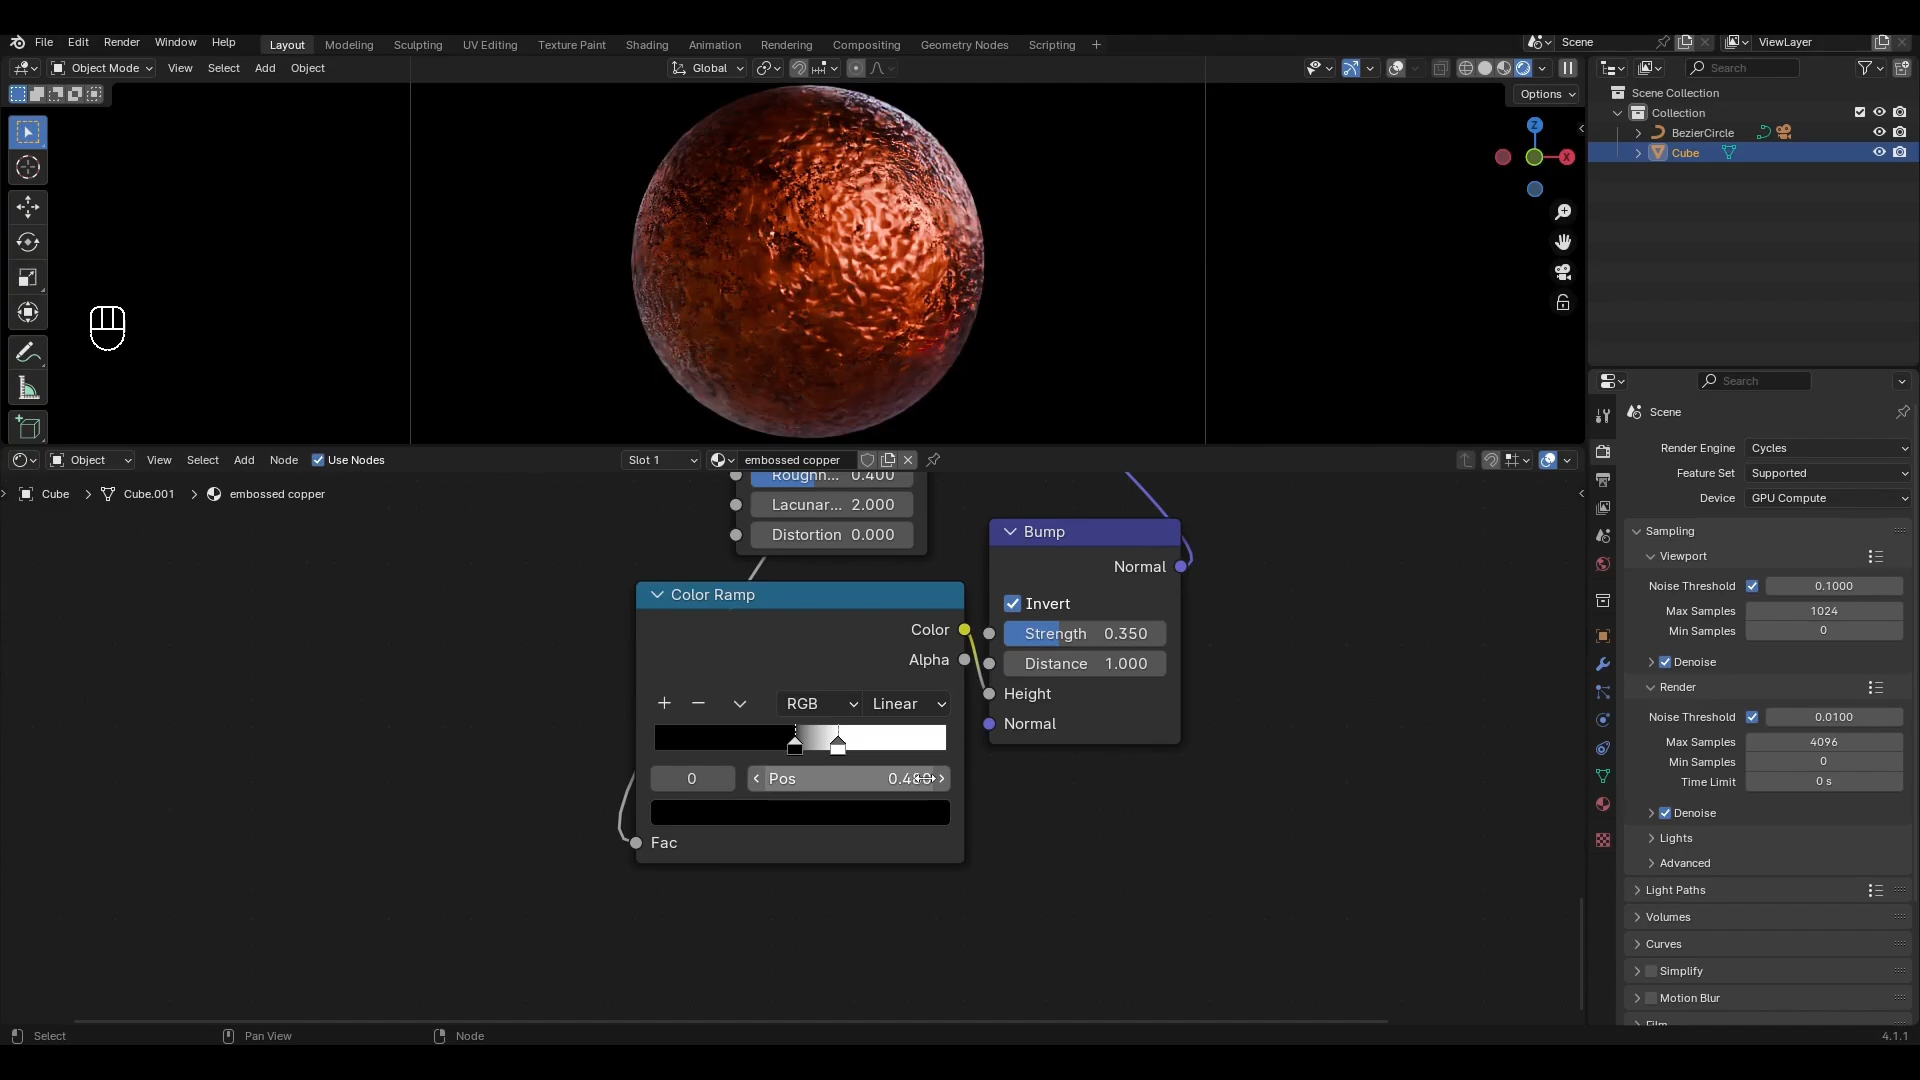 File Edit Render Window Help Layout Modeling Sculpting UV Editing Texture Paint Shading Animation Rendering Compositing Geometry Nodes Scripting + Scene ViewLayer
Object Mode View Select Add Object Global Search
Options
Scene Collection
Collection
BezierCircle
Cube
Z
X
Search
Scene
Render Engine Cycles
Feature Set Supported
Device GPU Compute
Sampling
Viewport
Noise Threshold 0.1000
Max Samples 1024
Min Samples 0
Denoise
Render
Noise Threshold 0.0100
Max Samples 4096
Min Samples 0
Time Limit 0 s
Denoise
Lights
Advanced
Light Paths
Volumes
Curves
Simplify
Motion Blur
Film
Object View Select Add Node Use Nodes Slot 1 embossed copper
Cube Cube.001 embossed copper
Roughn... 0.400
Lacunar... 2.000
Distortion 0.000
Bump
Normal
Invert
Strength 0.350
Distance 1.000
Height
Normal
Color Ramp
Color
Alpha
RGB Linear
0 Pos
Fac
Select Pan View Node 4.1.1